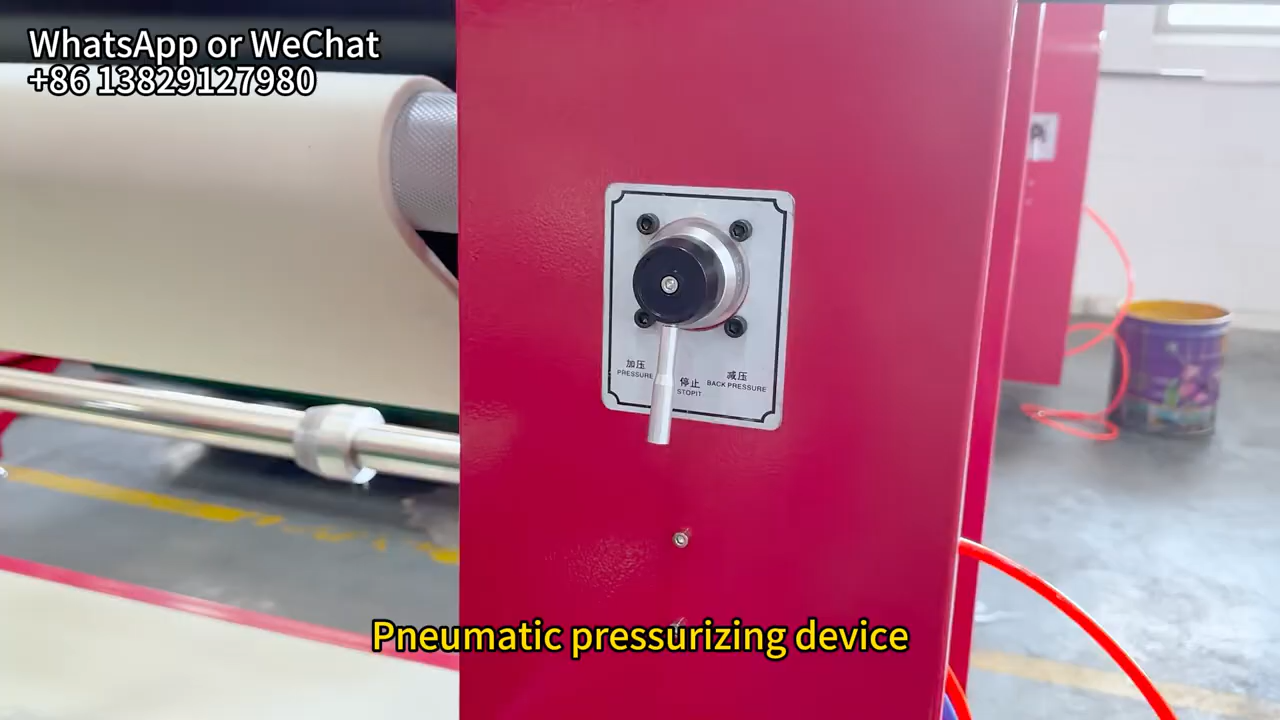 WhatsApp or WeChat
+86 13829127980
加压
PRESSURE
停止
STOPIT
减压
BACK PRESSURE
Pneumatic pressurizing device